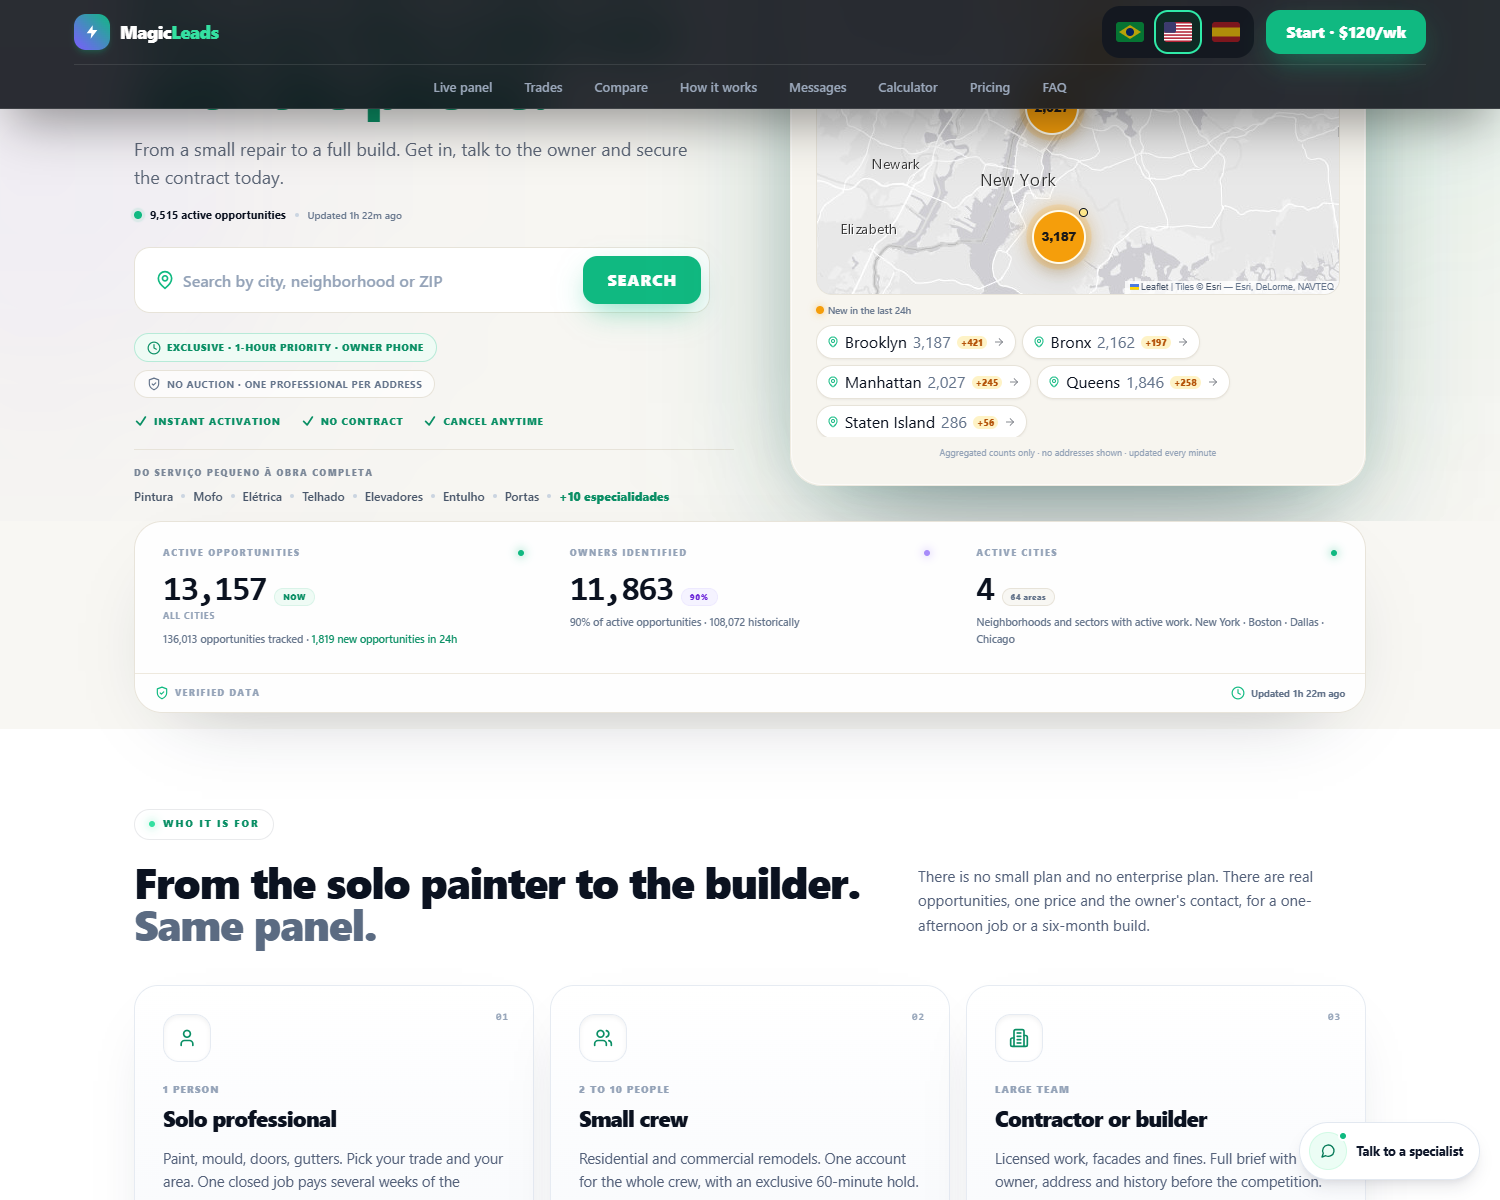 MagicLeads
Start · $120/wk
Live panel
Trades
Compare
How it works
Messages
Calculator
Pricing
FAQ
From a small repair to a full build. Get in, talk to the owner and secure
the contract today.
9,515 active opportunities
Updated 1h 22m ago
Search by city, neighborhood or ZIP
SEARCH
EXCLUSIVE · 1-HOUR PRIORITY · OWNER PHONE
NO AUCTION · ONE PROFESSIONAL PER ADDRESS
INSTANT ACTIVATION
NO CONTRACT
CANCEL ANYTIME
DO SERVIÇO PEQUENO À OBRA COMPLETA
Pintura • Mofo • Elétrica • Telhado • Elevadores • Entulho • Portas • +10 especialidades
2,027
Newark
New York
Elizabeth
3,187
Leaflet | Tiles © Esri — Esri, DeLorme, NAVTEQ
New in the last 24h
Brooklyn 3,187 +421
Bronx 2,162 +197
Manhattan 2,027 +245
Queens 1,846 +258
Staten Island 286 +56
Aggregated counts only · no addresses shown · updated every minute
ACTIVE OPPORTUNITIES
13,157 NOW
ALL CITIES
136,013 opportunities tracked · 1,819 new opportunities in 24h
OWNERS IDENTIFIED
11,863 90%
90% of active opportunities · 108,072 historically
ACTIVE CITIES
4 64 areas
Neighborhoods and sectors with active work. New York · Boston · Dallas ·
Chicago
VERIFIED DATA
Updated 1h 22m ago
WHO IT IS FOR
From the solo painter to the builder.
Same panel.
There is no small plan and no enterprise plan. There are real
opportunities, one price and the owner's contact, for a one-
afternoon job or a six-month build.
01
1 PERSON
Solo professional
Paint, mould, doors, gutters. Pick your trade and your
area. One closed job pays several weeks of the
02
2 TO 10 PEOPLE
Small crew
Residential and commercial remodels. One account
for the whole crew, with an exclusive 60-minute hold.
03
LARGE TEAM
Contractor or builder
Licensed work, facades and fines. Full brief with
owner, address and history before the competition.
Talk to a specialist